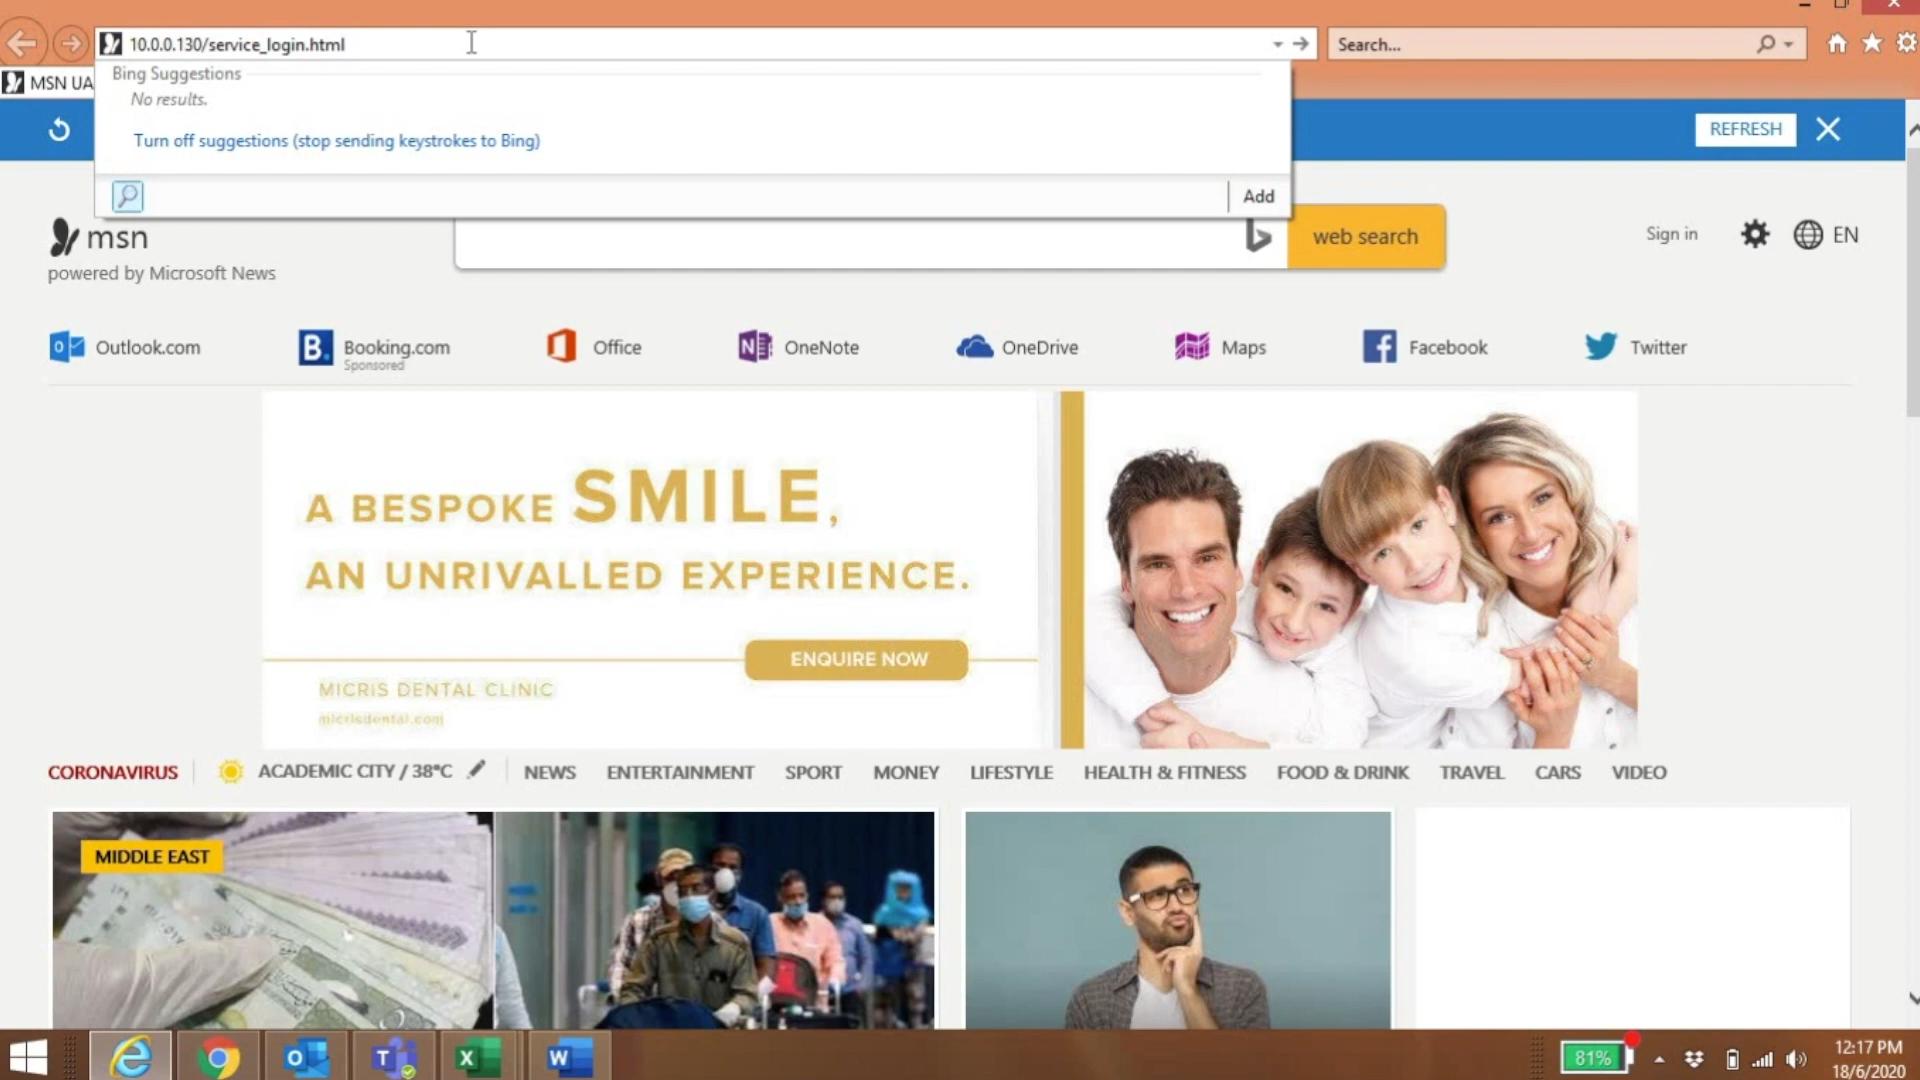 10.0.0.130/service_login.html
Search...
MSN UA
Bing Suggestions
No results.
Turn off suggestions (stop sending keystrokes to Bing)
Add
REFRESH
msn
powered by Microsoft News
web search
Sign in
EN
Outlook.com
Booking.com
Sponsored
Office
OneNote
OneDrive
Maps
Facebook
Twitter
A BESPOKE SMILE,
AN UNRIVALLED EXPERIENCE.
ENQUIRE NOW
MICRIS DENTAL CLINIC
micrisdental.com
CORONAVIRUS
ACADEMIC CITY / 38°C
NEWS
ENTERTAINMENT
SPORT
MONEY
LIFESTYLE
HEALTH & FITNESS
FOOD & DRINK
TRAVEL
CARS
VIDEO
MIDDLE EAST
81%
12:17 PM
18/6/2020